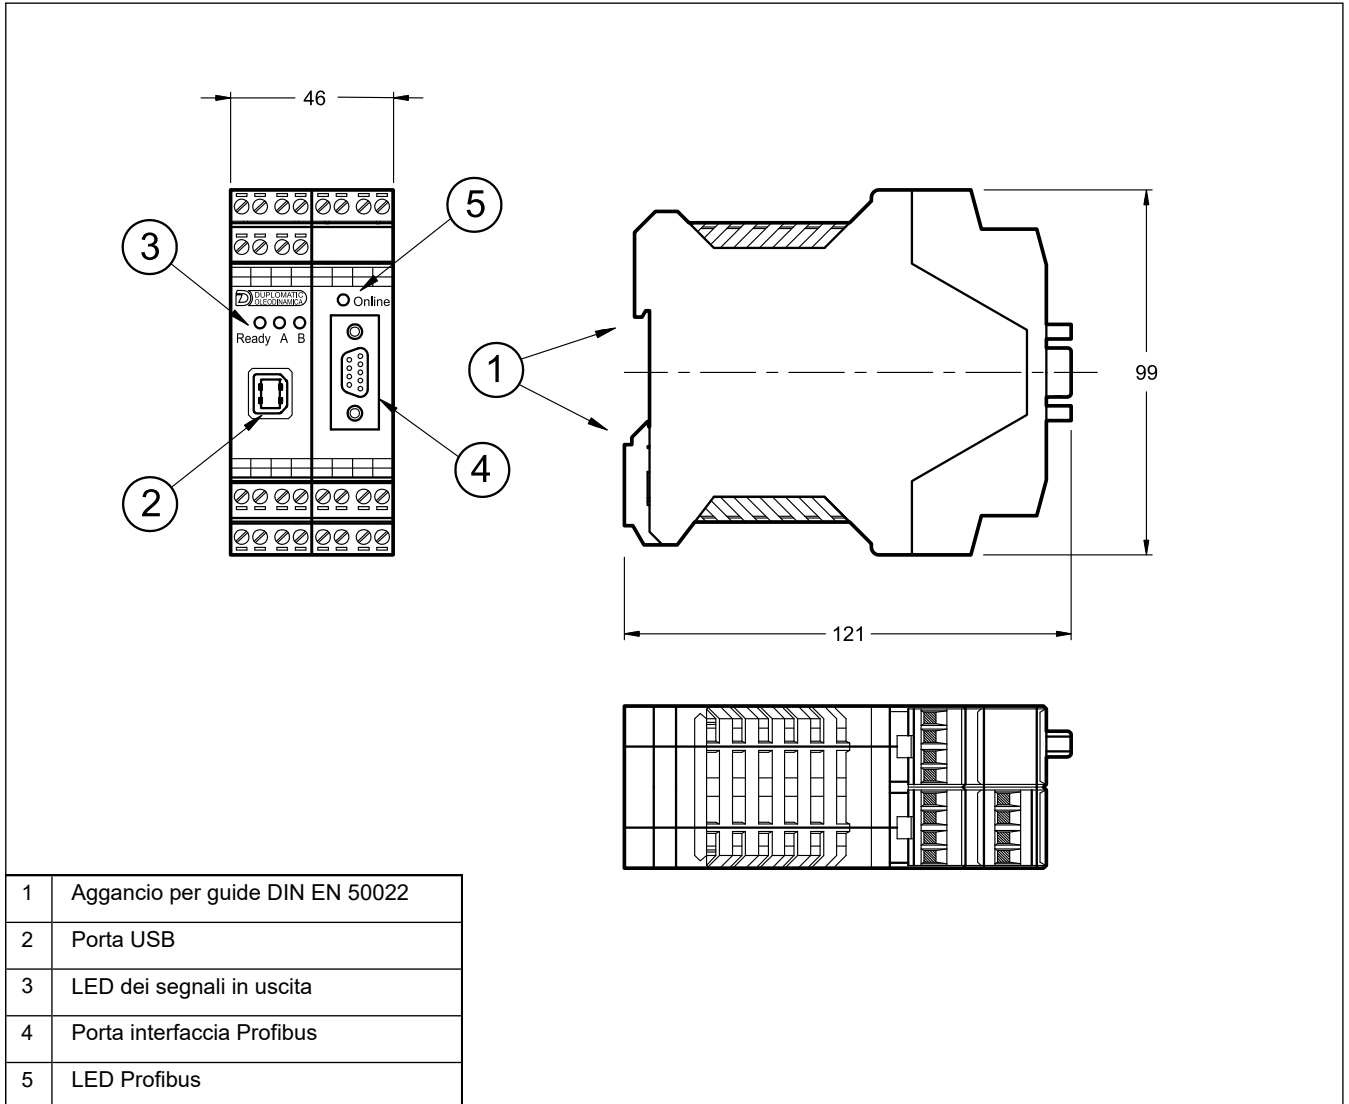 46
5
3
DUPLOMATIC
OLEODINAMICA
Online
Ready A B
1
99
4
2
121
1 Aggancio per guide DIN EN 50022
2 Porta USB
3 LED dei segnali in uscita
4 Porta interfaccia Profibus
5 LED Profibus